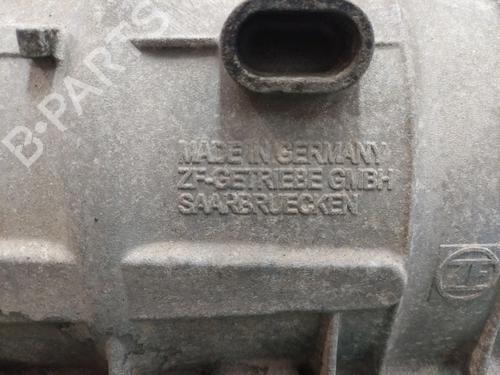 B-PARTS
MADE IN GERMANY
ZF-GETRIEBE GMBH
SAARBRUECKEN
ZF